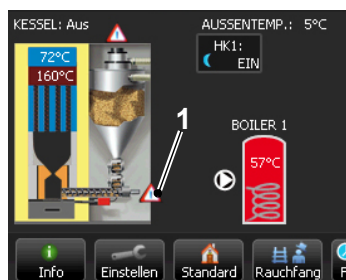 KESSEL: Aus
AUSSENTEMP.: 5°C
HK1:
EIN
72°C
160°C
1
BOILER 1
57°C
Info
Einstellen
Standard
Rauchfang